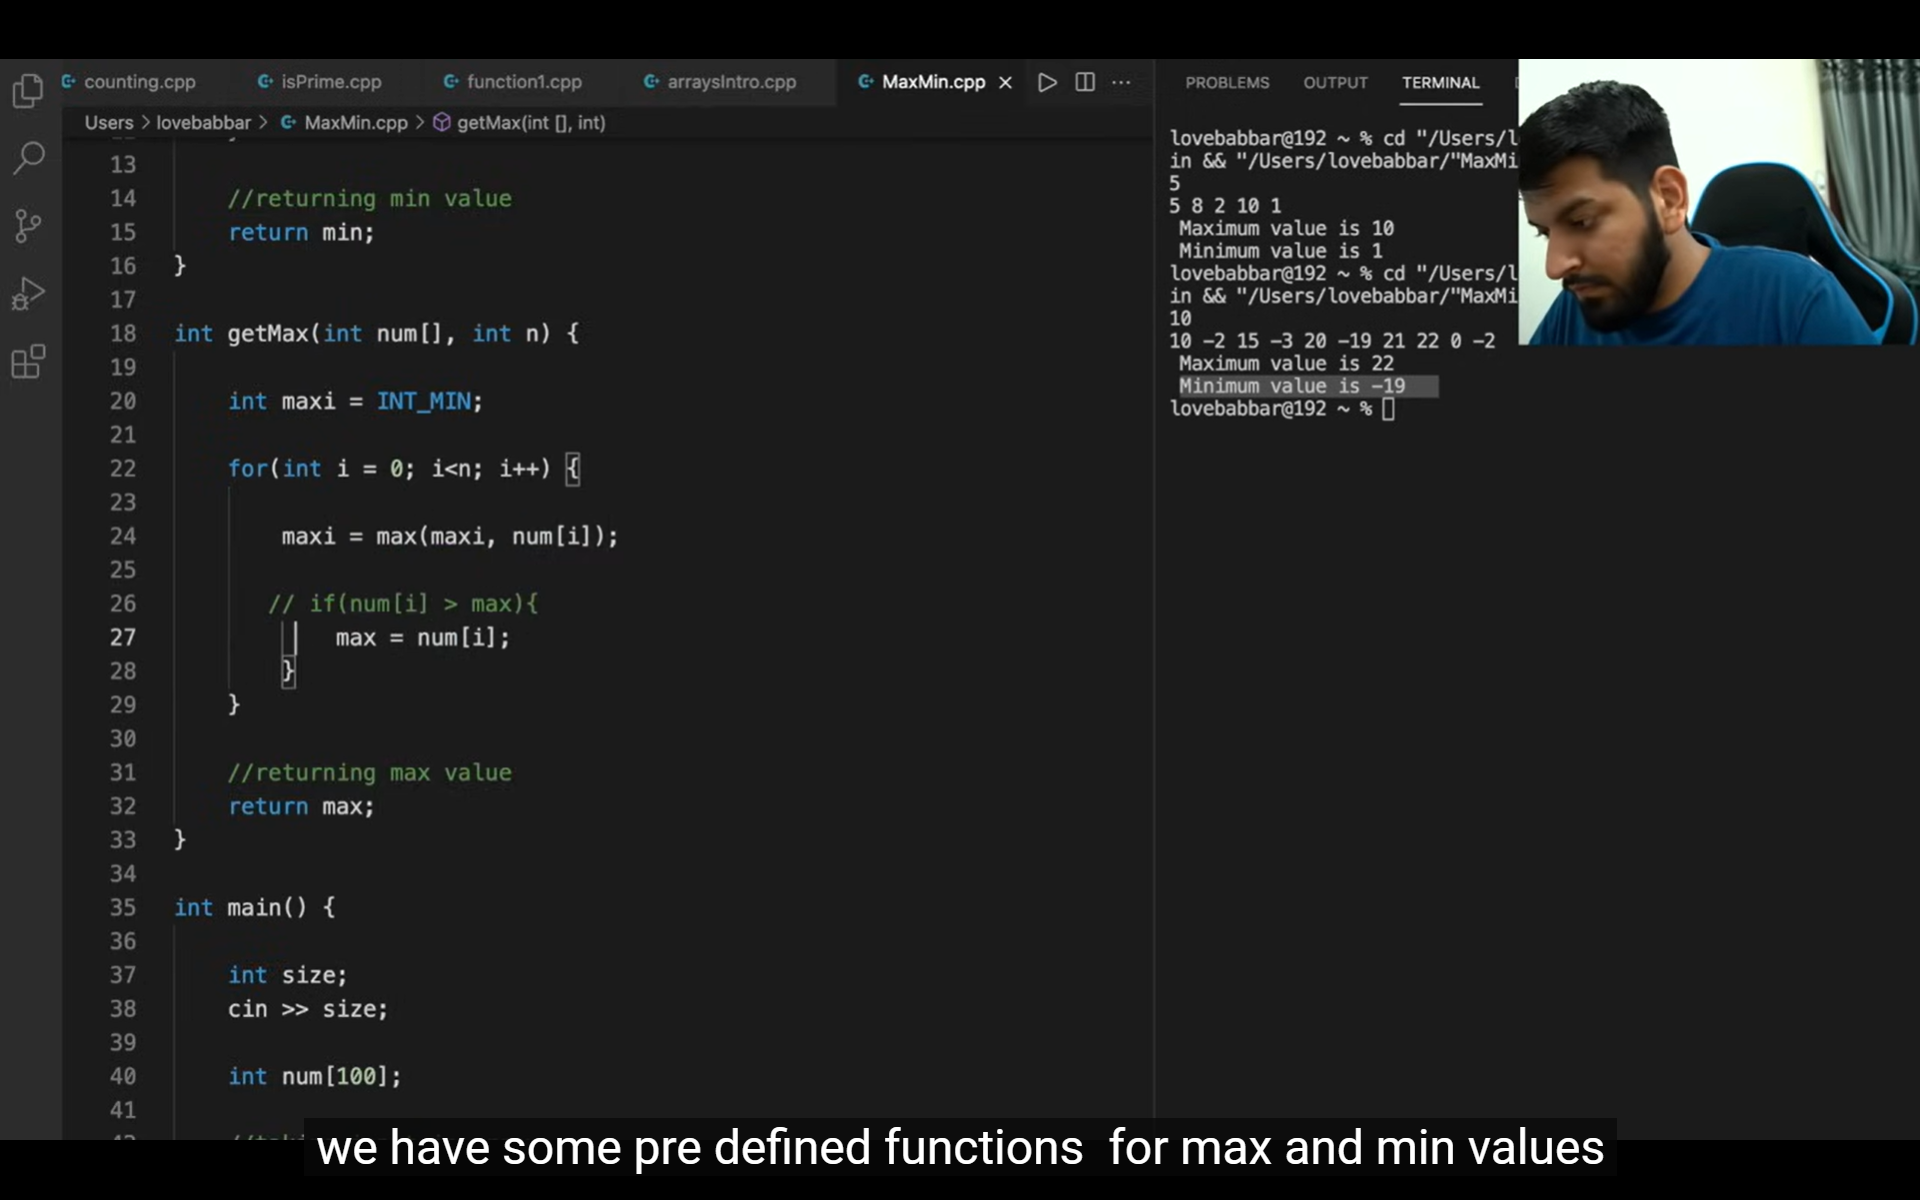 counting.cpp isPrime.cpp function1.cpp arraysIntro.cpp MaxMin.cpp
Users > lovebabbar > MaxMin.cpp > getMax(int [], int)
13
14 //returning min value
15 return min;
16 }
17
18 int getMax(int num[], int n) {
19
20 int maxi = INT_MIN;
21
22 for(int i = 0; i<n; i++) {
23
24 maxi = max(maxi, num[i]);
25
26 // if(num[i] > max){
27 max = num[i];
28 }
29 }
30
31 //returning max value
32 return max;
33 }
34
35 int main() {
36
37 int size;
38 cin >> size;
39
40 int num[100];
41
PROBLEMS OUTPUT TERMINAL
lovebabbar@192 ~ % cd "/Users/l
in && "/Users/lovebabbar/"MaxMi
5
5 8 2 10 1
Maximum value is 10
Minimum value is 1
lovebabbar@192 ~ % cd "/Users/l
in && "/Users/lovebabbar/"MaxMi
10
10 -2 15 -3 20 -19 21 22 0 -2
Maximum value is 22
Minimum value is -19
lovebabbar@192 ~ %
we have some pre defined functions for max and min values